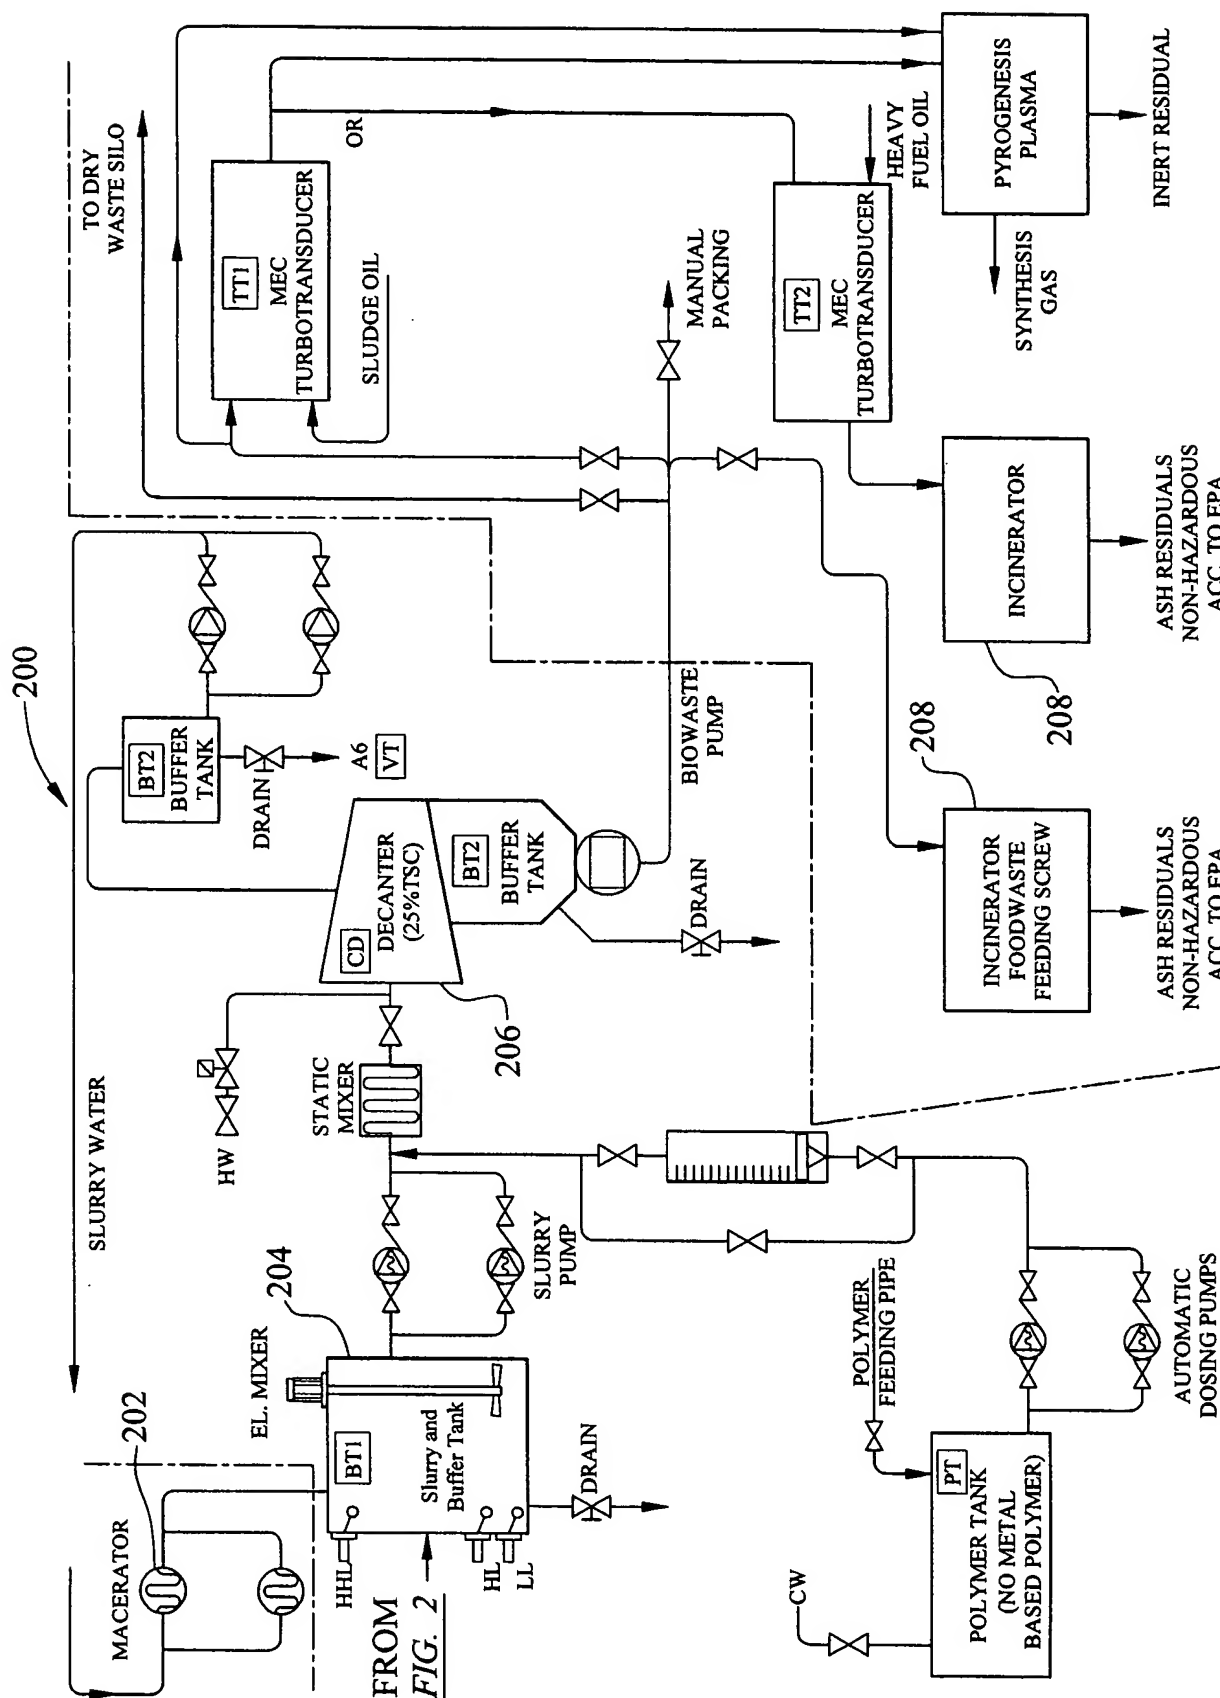 200
SLURRY WATER
MACERATOR
202
FROM
FIG. 2
HHL
HL
LL
EL. MIXER
204
BT1
Slurry and
Buffer Tank
DRAIN
SLURRY
PUMP
HW
STATIC
MIXER
206
CD
DECANTER
(25%TSC)
BT2
BUFFER
TANK
DRAIN
A6
VT
BT2
BUFFER
TANK
DRAIN
BIOWASTE
PUMP
TO DRY
WASTE SILO
TT1
MEC
TURBOTRANSDUCER
SLUDGE OIL
OR
MANUAL
PACKING
TT2
MEC
TURBOTRANSDUCER
HEAVY
FUEL OIL
PYROGENESIS
PLASMA
SYNTHESIS
GAS
INERT RESIDUAL
INCINERATOR
208
ASH RESIDUALS
NON-HAZARDOUS
ACC. TO EPA
208
INCINERATOR
FOODWASTE
FEEDING SCREW
ASH RESIDUALS
NON-HAZARDOUS
ACC. TO EPA
CW
POLYMER
FEEDING PIPE
PT
POLYMER TANK
(NO METAL
BASED POLYMER)
AUTOMATIC
DOSING PUMPS